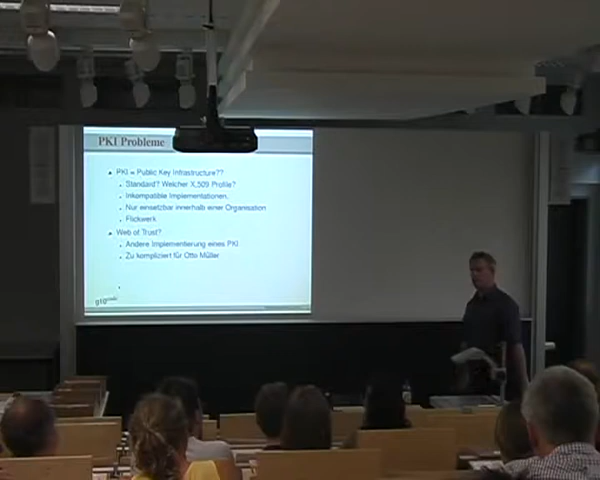 PKI Probleme
PKI = Public Key Infrastructure??
Standard? Welcher X.509 Profile?
Inkompatible Implementationen.
Nur einsetzbar innerhalb einer Organisation
Flickwerk
Web of Trust?
Andere Implementierung eines PKI
Zu kompliziert für Otto Müller